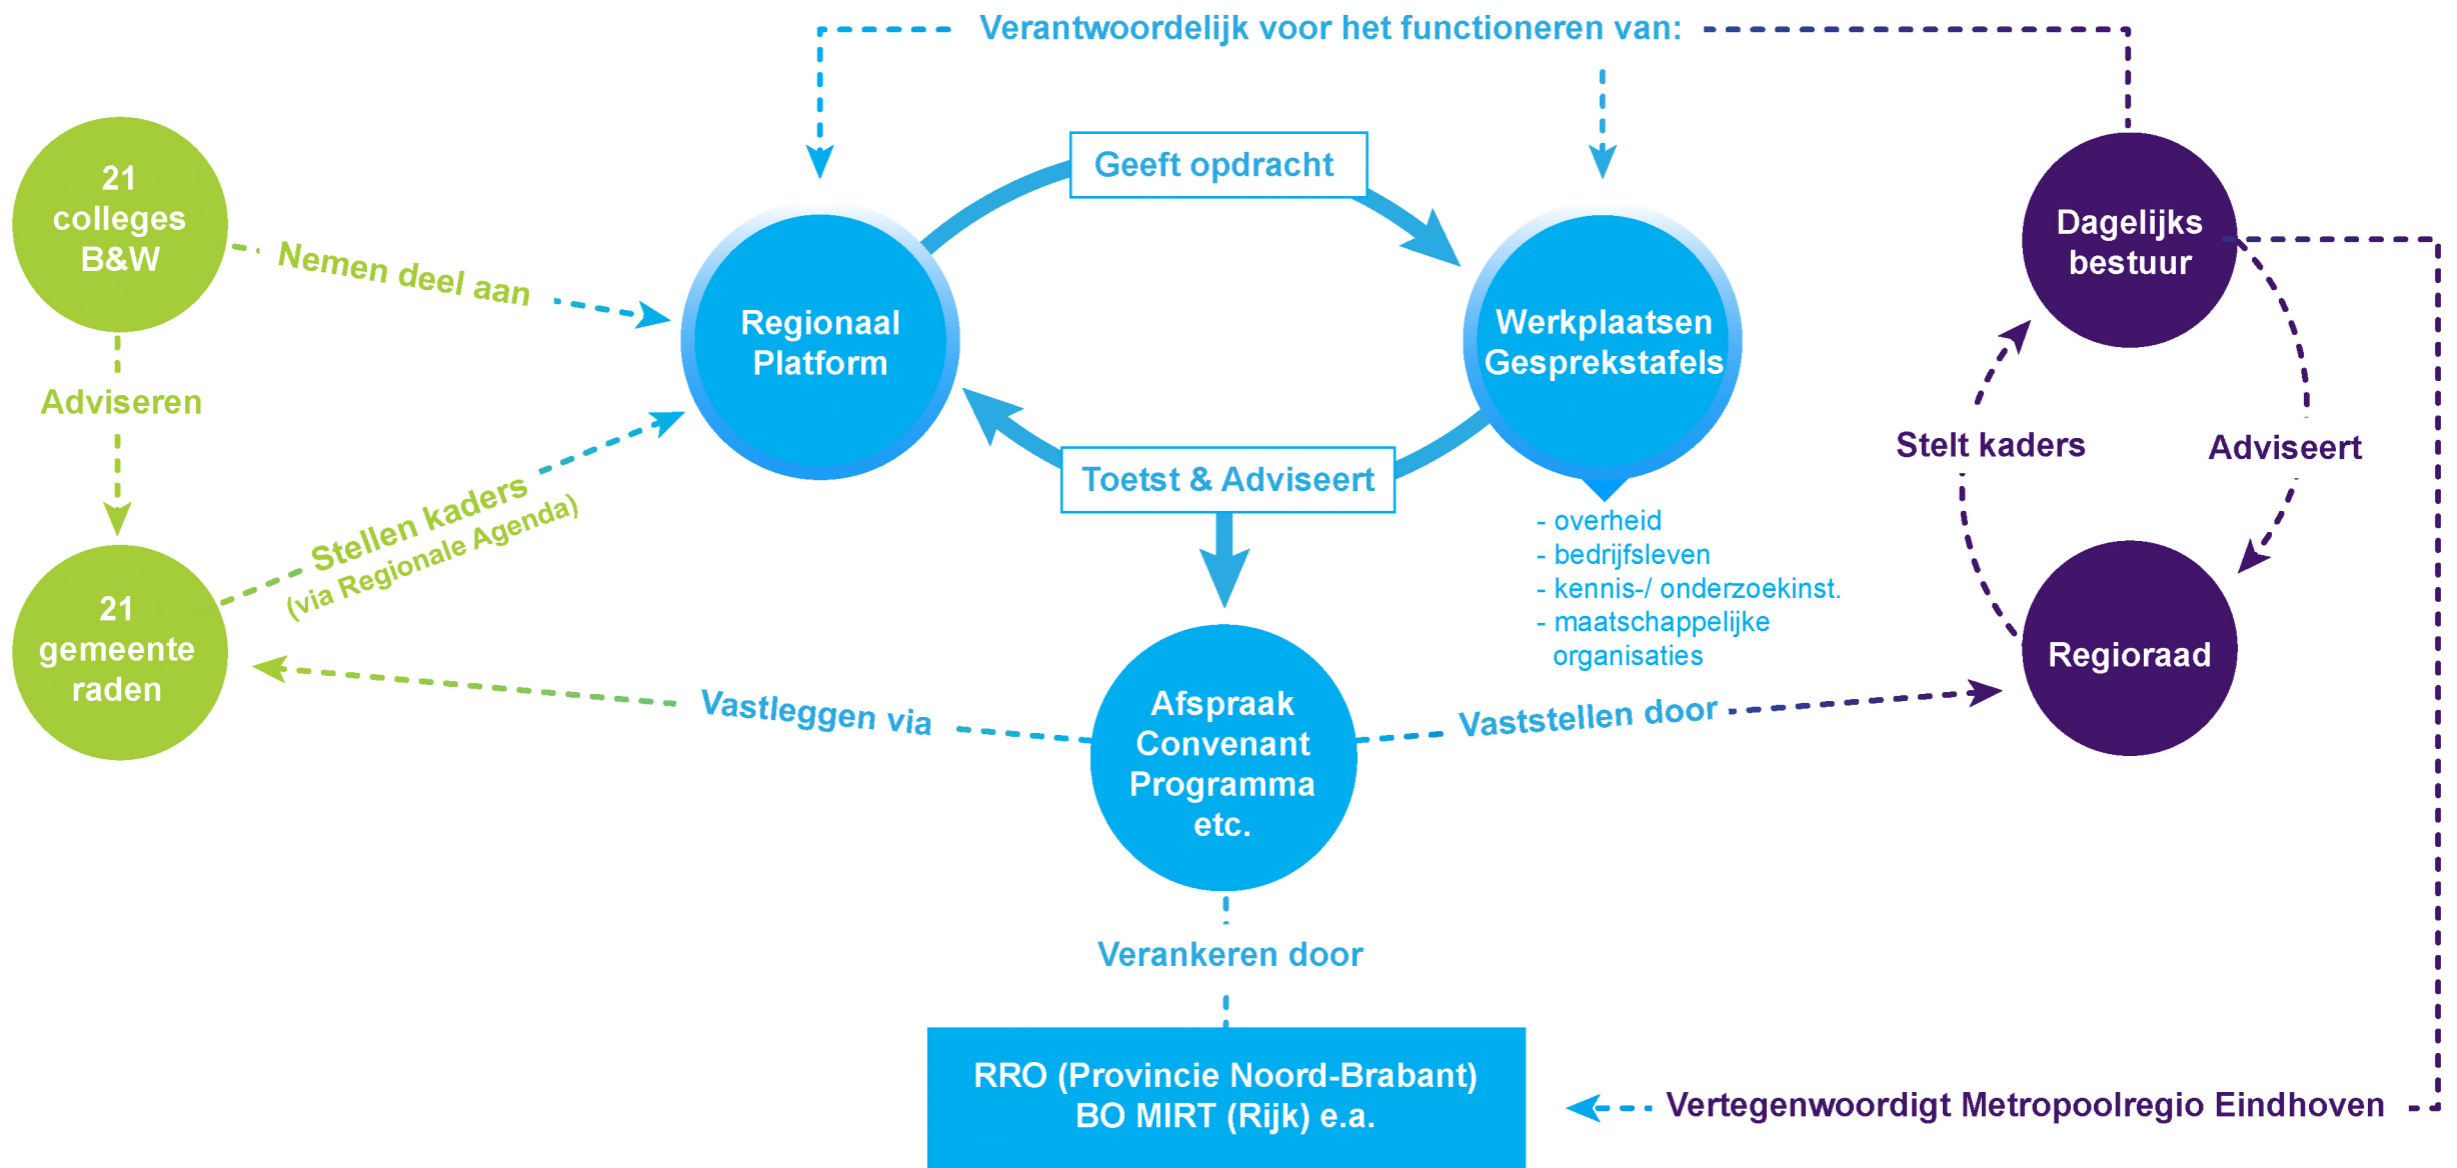 Verantwoordelijk voor het functioneren van:
21
colleges
B&W
Nemen deel aan
Adviseren
21
gemeente
raden
Stellen kaders
(via Regionale Agenda)
Regionaal
Platform
Geeft opdracht
Werkplaatsen
Gesprekstafels
Toetst & Adviseert
- overheid
- bedrijfsleven
- kennis-/ onderzoekinst.
- maatschappelijke
organisaties
Dagelijks
bestuur
Stelt kaders
Adviseert
Regioraad
Vastleggen via
Afspraak
Convenant
Programma
etc.
Vaststellen door
Verankeren door
RRO (Provincie Noord-Brabant)
BO MIRT (Rijk) e.a.
Vertegenwoordigt Metropoolregio Eindhoven